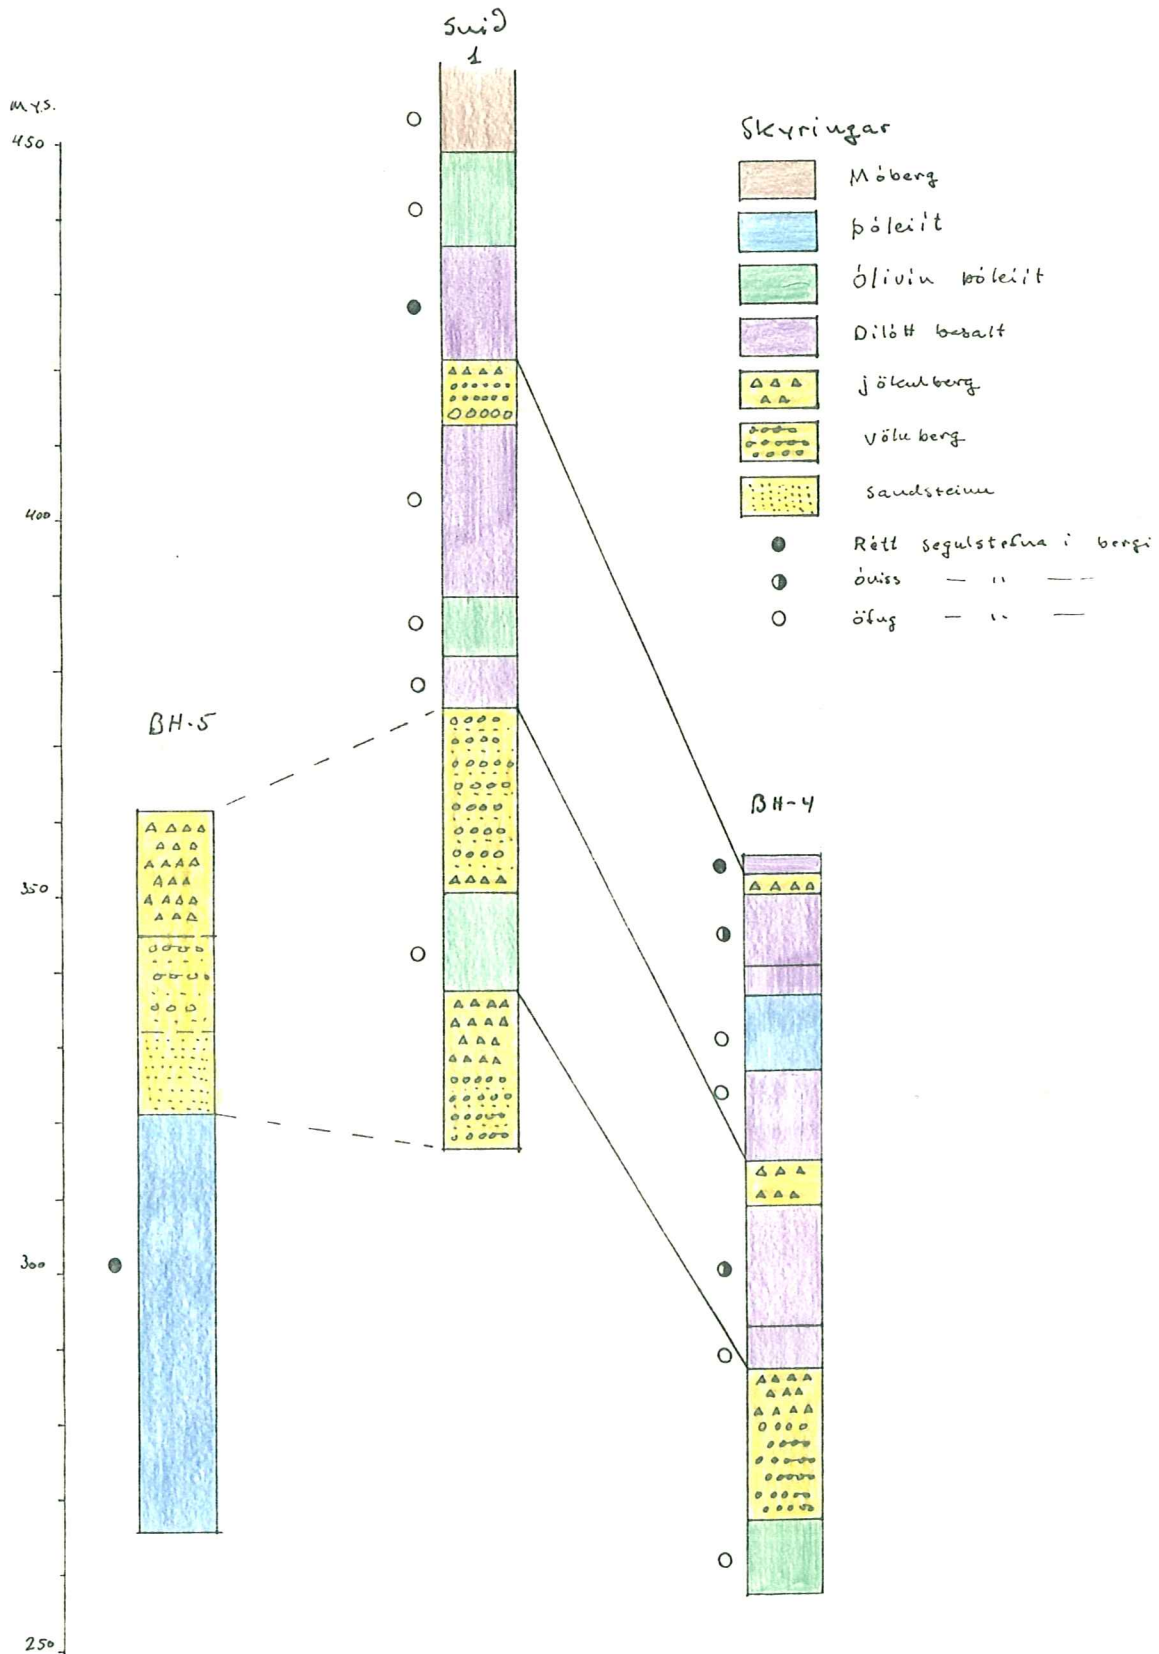 Snið
1
m y.s.
450
400
350
300
250
BH-5
BH-4
Skýringar
Móberg
Þóleiít
Ólivín þóleiít
Dílótt basalt
jökulberg
Völuberg
Sandsteinn
Rétt segulstefna í bergi
óviss — " —
öfug — " —